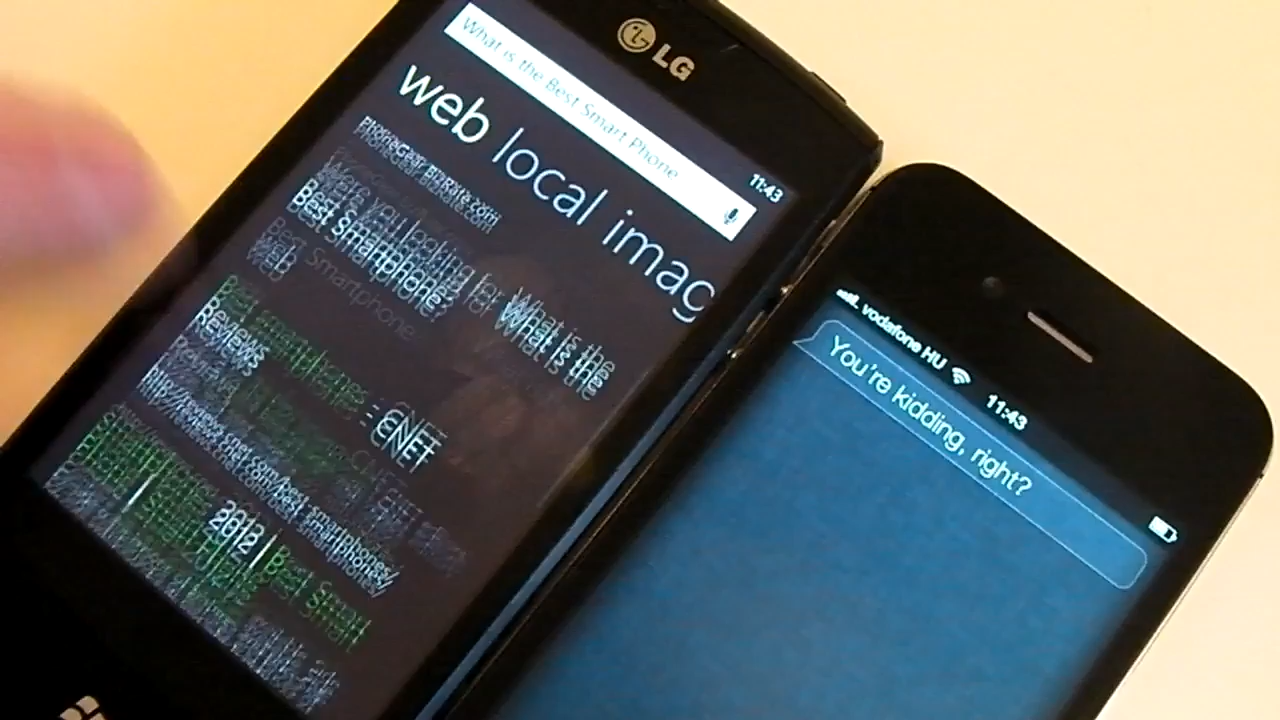 LG
What is the Best Smart Phone
11:43
web local imag
PhoneGear.BizRate.com
Were you looking for What is the
Best Smartphone?
web
Best smartphones - CNET
Reviews
http://reviews.cnet.com/best-smartphones/
2012 | Best Smart
vodafone HU
11:43
You're kidding, right?